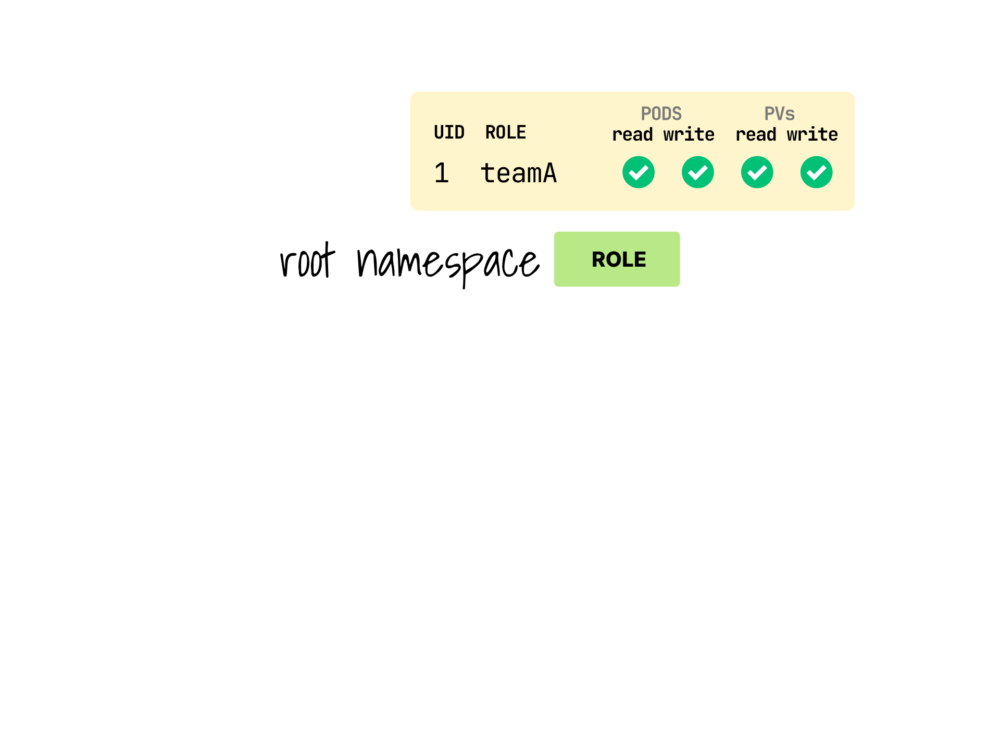 PODS PVs
UID ROLE read write read write
1 teamA
root namespace ROLE